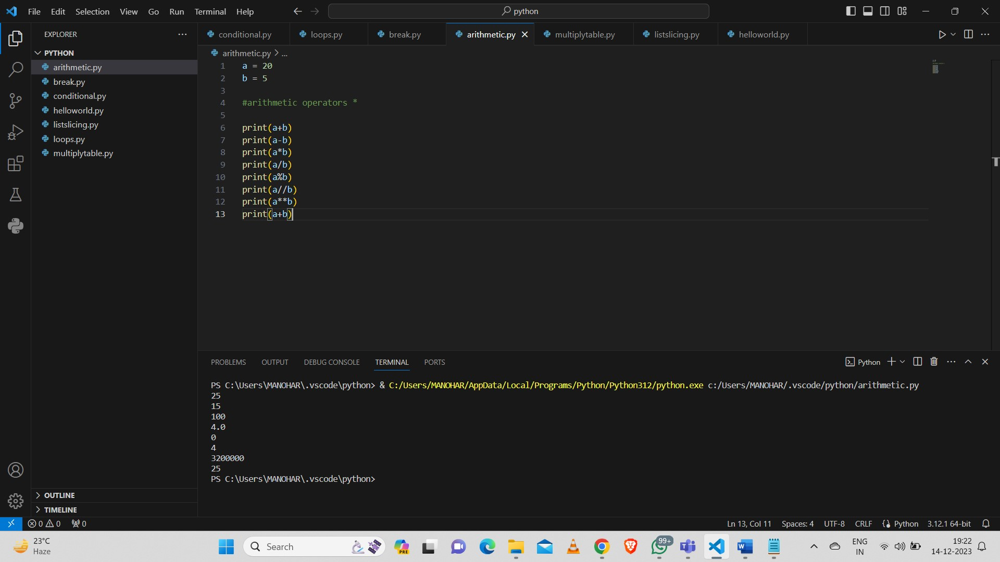 File Edit Selection View Go Run Terminal Help
python
EXPLORER
PYTHON
arithmetic.py
break.py
conditional.py
helloworld.py
listslicing.py
loops.py
multiplytable.py
OUTLINE
TIMELINE
conditional.py loops.py break.py arithmetic.py multiplytable.py listslicing.py helloworld.py
arithmetic.py > ...
1 a = 20
2 b = 5
3
4 #arithmetic operators *
5
6 print(a+b)
7 print(a-b)
8 print(a*b)
9 print(a/b)
10 print(a%b)
11 print(a//b)
12 print(a**b)
13 print(a+b)
PROBLEMS OUTPUT DEBUG CONSOLE TERMINAL PORTS
Python
PS C:\Users\MANOHAR\.vscode\python> & C:/Users/MANOHAR/AppData/Local/Programs/Python/Python312/python.exe c:/Users/MANOHAR/.vscode/python/arithmetic.py
25
15
100
4.0
0
4
3200000
25
PS C:\Users\MANOHAR\.vscode\python>
0 0 0
Ln 13, Col 11 Spaces: 4 UTF-8 CRLF {} Python 3.12.1 64-bit
23°C
Haze
Search
PRE
99+
ENG
IN
19:22
14-12-2023